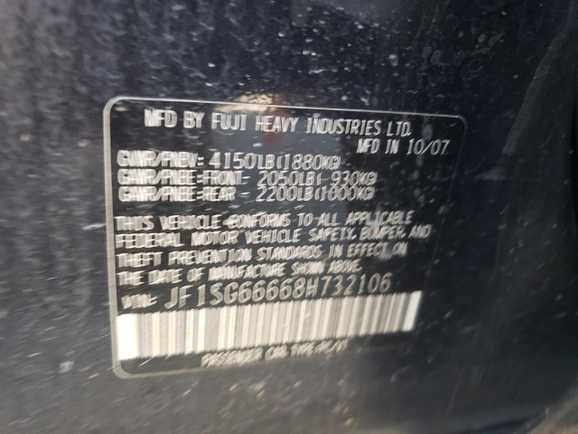 MFD BY FUJI HEAVY INDUSTRIES LTD.
MFD IN 10/07
GVWR/PNBV: 4150LB(1880KG)
GAWR/PNBE-FRONT: 2050LB( 930KG)
GAWR/PNBE-REAR : 2200LB(1000KG)
THIS VEHICLE CONFORMS TO ALL APPLICABLE
FEDERAL MOTOR VEHICLE SAFETY, BUMPER, AND
THEFT PREVENTION STANDARDS IN EFFECT ON
THE DATE OF MANUFACTURE SHOWN ABOVE.
VIN: JF1SG66668H732106
PASSENGER CAR